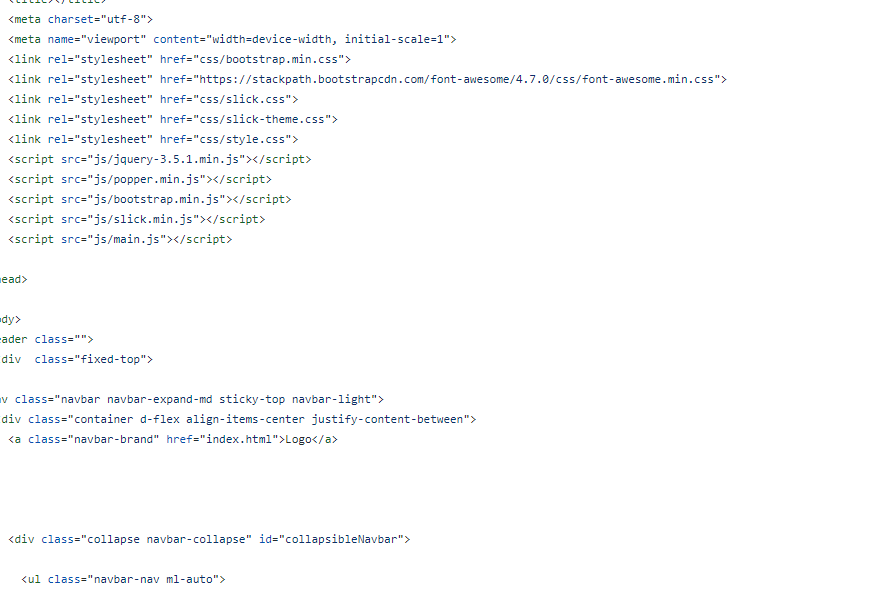 <title></title>
<meta charset="utf-8">
<meta name="viewport" content="width=device-width, initial-scale=1">
<link rel="stylesheet" href="css/bootstrap.min.css">
<link rel="stylesheet" href="https://stackpath.bootstrapcdn.com/font-awesome/4.7.0/css/font-awesome.min.css">
<link rel="stylesheet" href="css/slick.css">
<link rel="stylesheet" href="css/slick-theme.css">
<link rel="stylesheet" href="css/style.css">
<script src="js/jquery-3.5.1.min.js"></script>
<script src="js/popper.min.js"></script>
<script src="js/bootstrap.min.js"></script>
<script src="js/slick.min.js"></script>
<script src="js/main.js"></script>
ead>
dy>
ader class="">
div  class="fixed-top">
v class="navbar navbar-expand-md sticky-top navbar-light">
div class="container d-flex align-items-center justify-content-between">
<a class="navbar-brand" href="index.html">Logo</a>
<div class="collapse navbar-collapse" id="collapsibleNavbar">
<ul class="navbar-nav ml-auto">